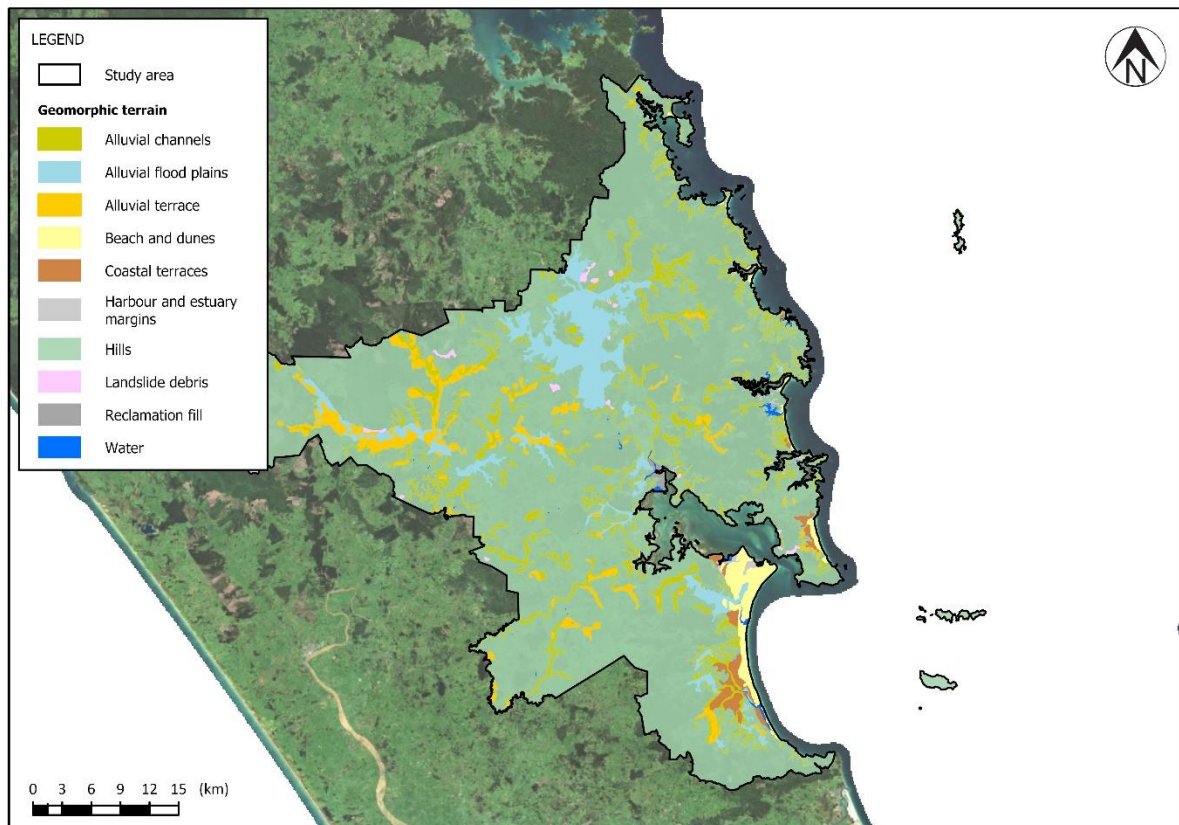 LEGEND
Study area
Geomorphic terrain
Alluvial channels
Alluvial flood plains
Alluvial terrace
Beach and dunes
Coastal terraces
Harbour and estuary
margins
Hills
Landslide debris
Reclamation fill
Water
N
0 3 6 9 12 15 (km)